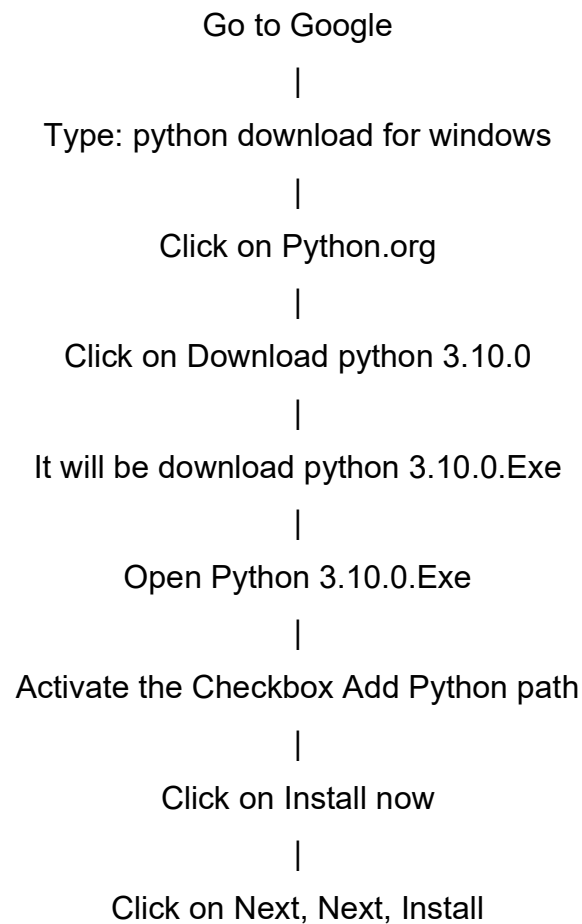 Go to Google
|
Type: python download for windows
|
Click on Python.org
|
Click on Download python 3.10.0
|
It will be download python 3.10.0.Exe
|
Open Python 3.10.0.Exe
|
Activate the Checkbox Add Python path
|
Click on Install now
|
Click on Next, Next, Install